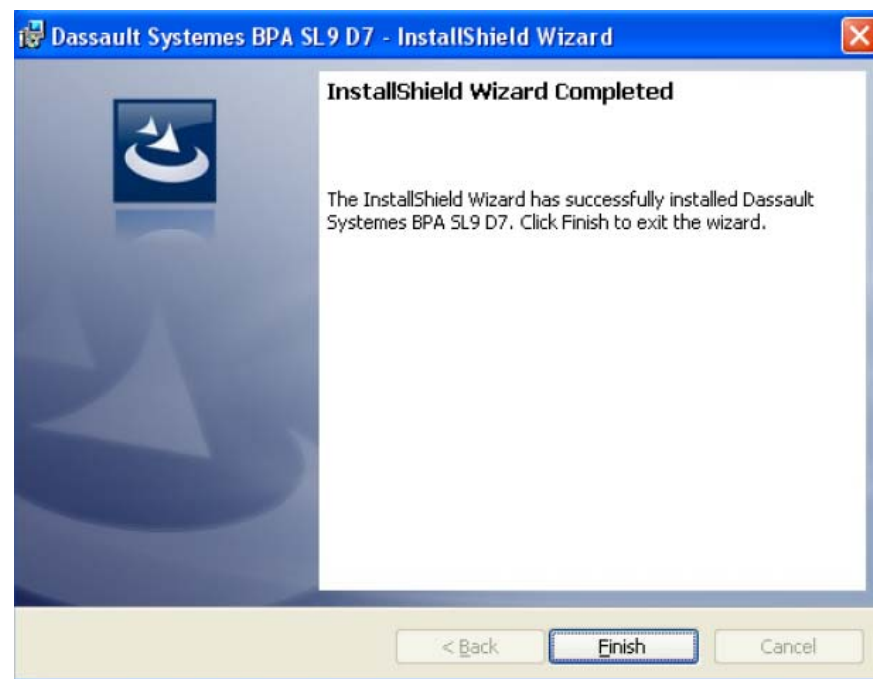 Dassault Systemes BPA SL9 D7 - InstallShield Wizard
InstallShield Wizard Completed
The InstallShield Wizard has successfully installed Dassault
Systemes BPA SL9 D7. Click Finish to exit the wizard.
< Back Finish Cancel